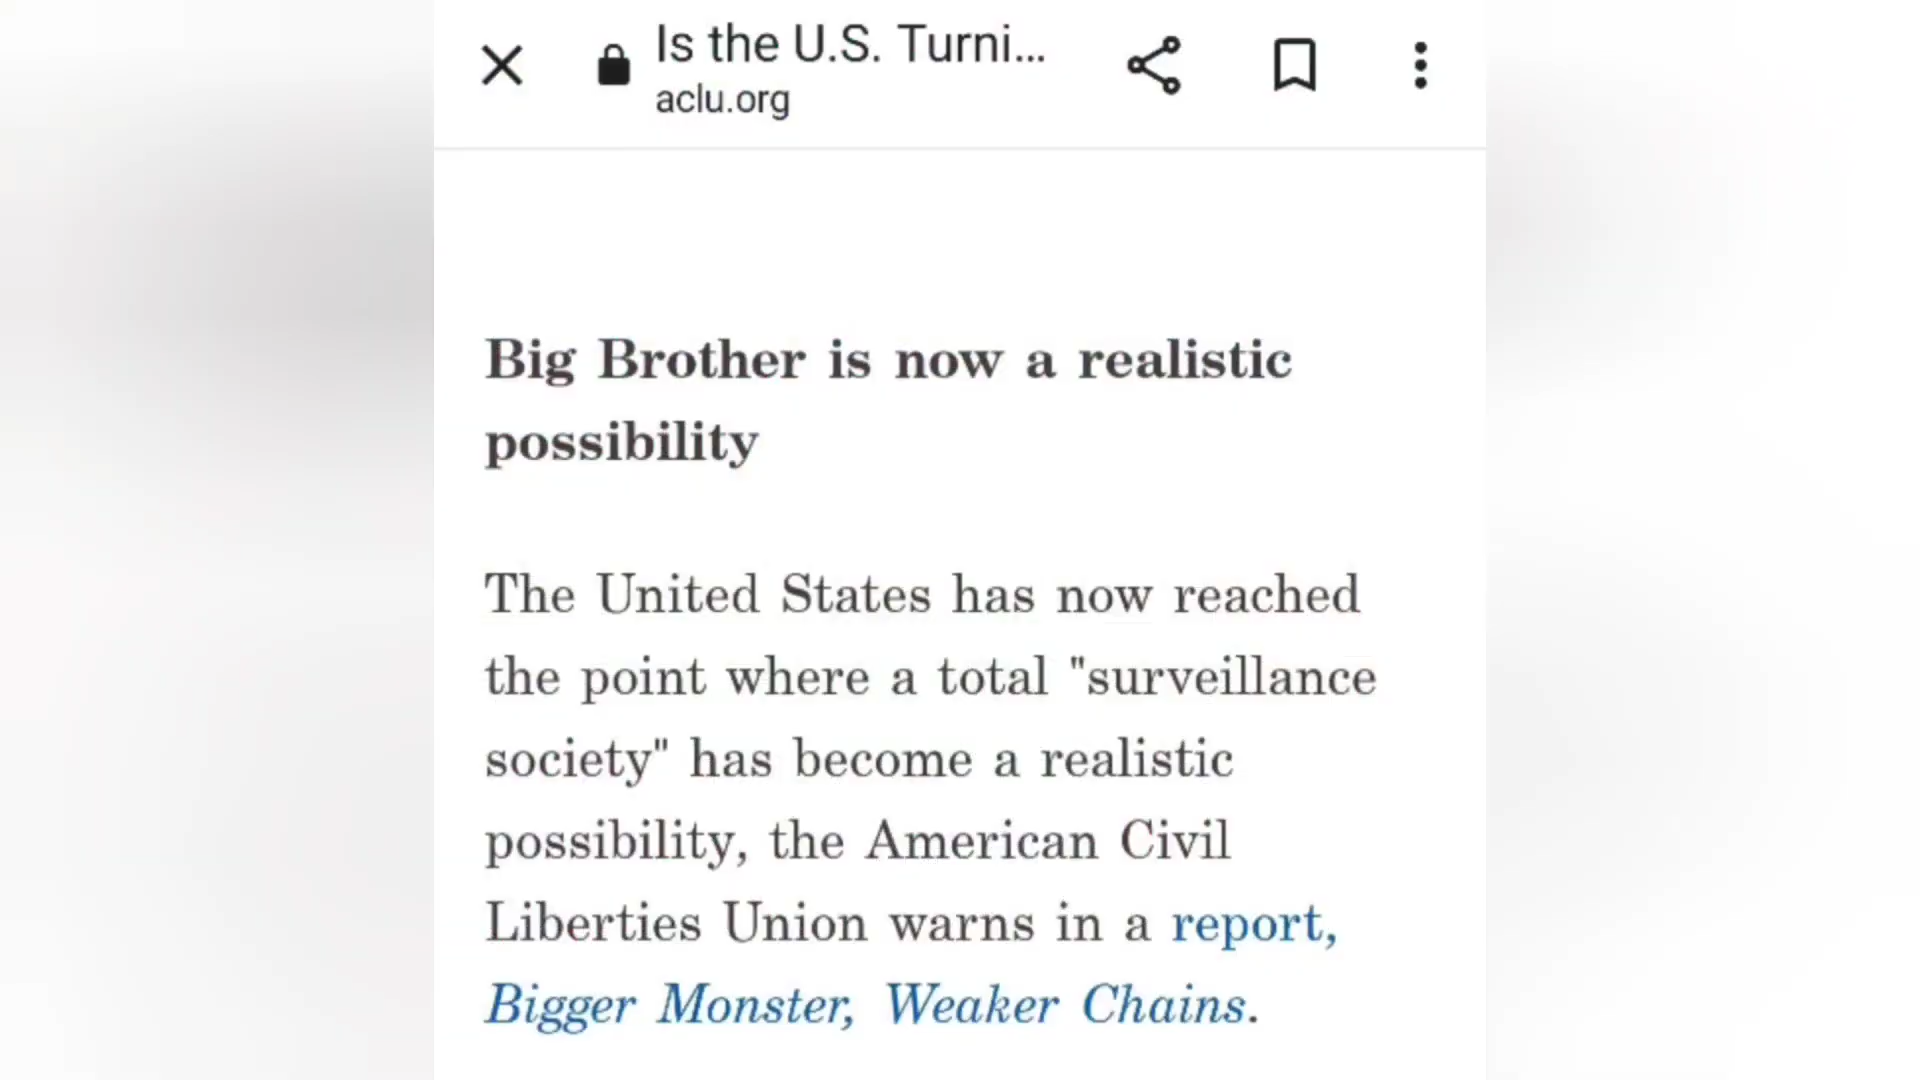 Is the U.S. Turni...
aclu.org
Big Brother is now a realistic
possibility
The United States has now reached
the point where a total "surveillance
society" has become a realistic
possibility, the American Civil
Liberties Union warns in a report,
Bigger Monster, Weaker Chains.